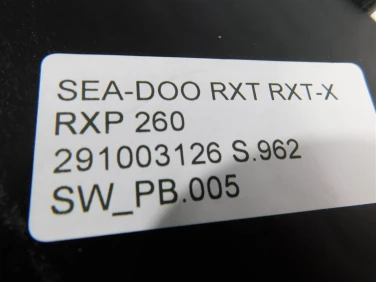 SEA-DOO RXT RXT-X
RXP 260
291003126 S.962
SW_PB.005